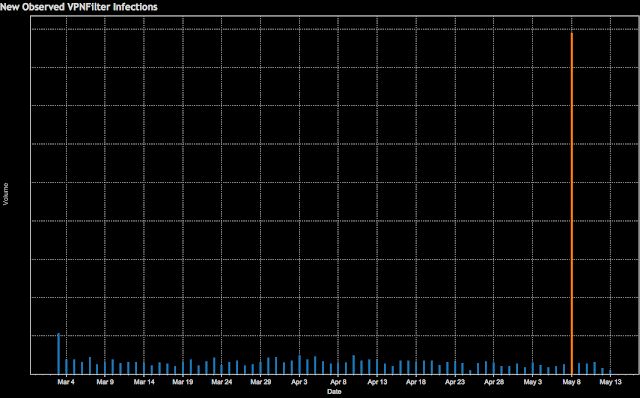 New Observed VPNFilter Infections
Volume
Mar 4 Mar 9 Mar 14 Mar 19 Mar 24 Mar 29 Apr 3 Apr 8 Apr 13 Apr 18 Apr 23 Apr 28 May 3 May 8 May 13
Date